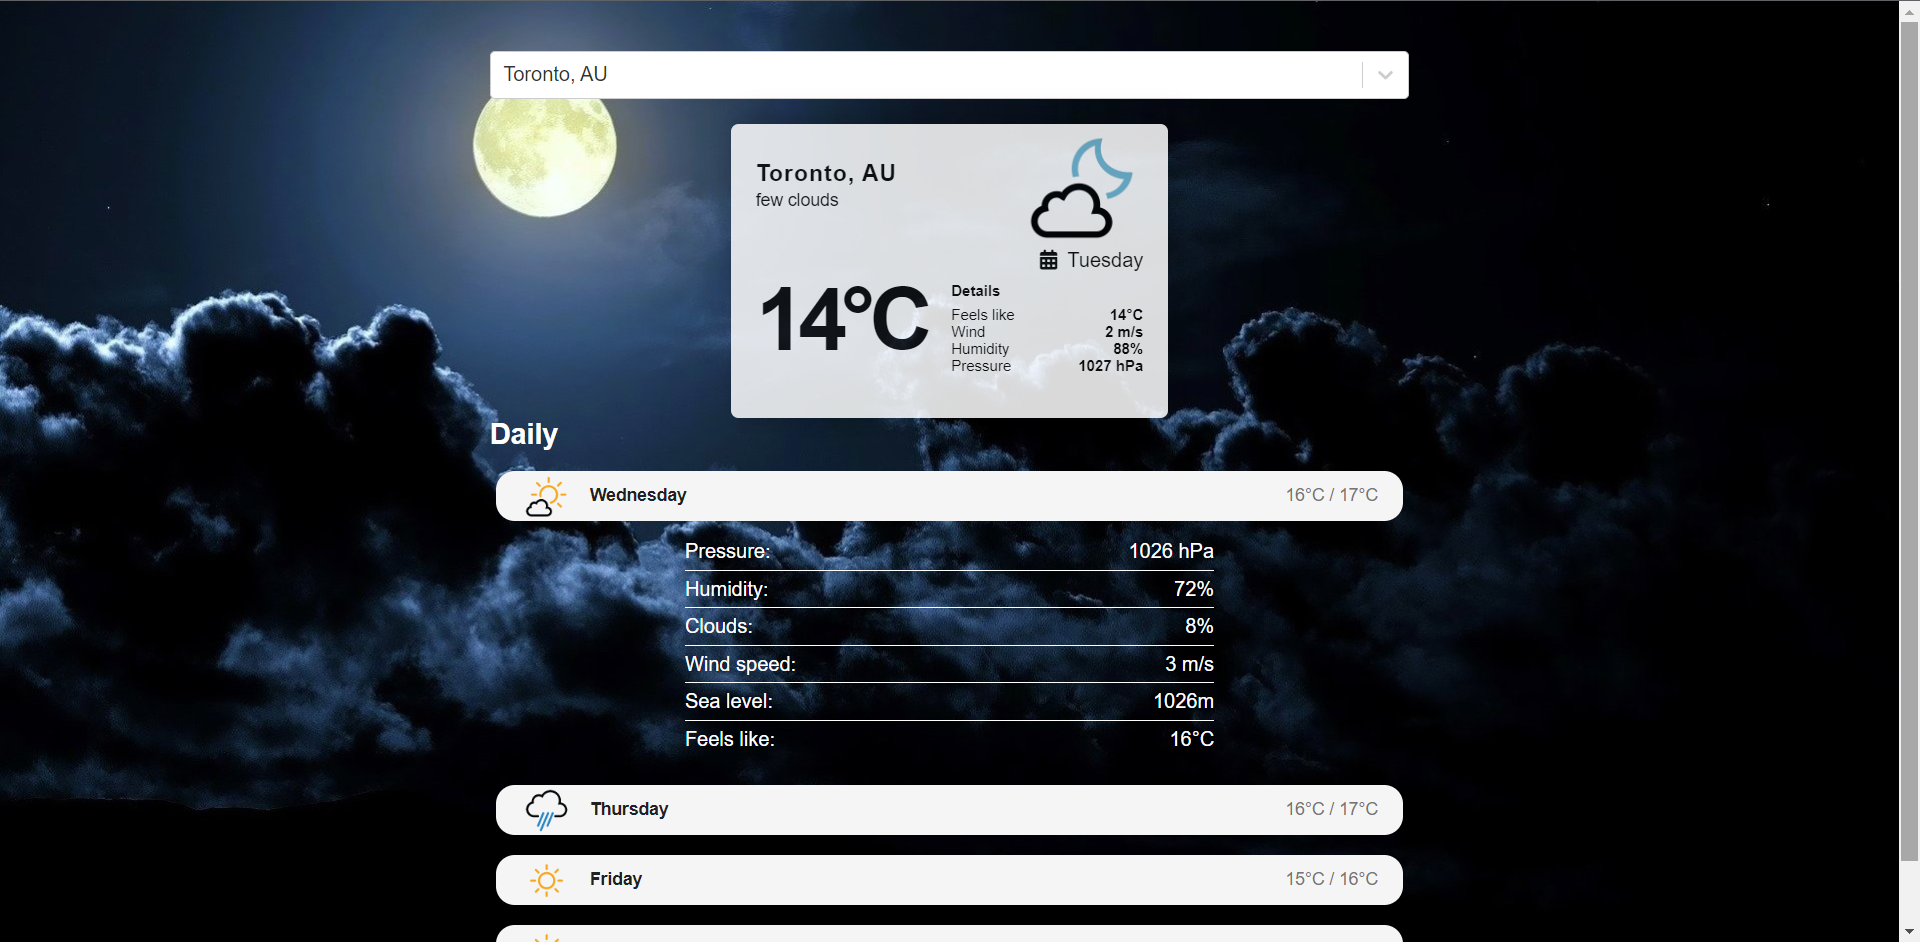 Toronto, AU
Toronto, AU
few clouds
Tuesday
14°C
Details
Feels like 14°C
Wind 2 m/s
Humidity 88%
Pressure 1027 hPa
Daily
Wednesday 16°C / 17°C
Pressure: 1026 hPa
Humidity: 72%
Clouds: 8%
Wind speed: 3 m/s
Sea level: 1026m
Feels like: 16°C
Thursday 16°C / 17°C
Friday 15°C / 16°C